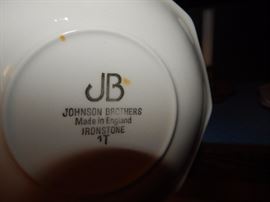 JB
JOHNSON BROTHERS
Made in England
IRONSTONE
1T